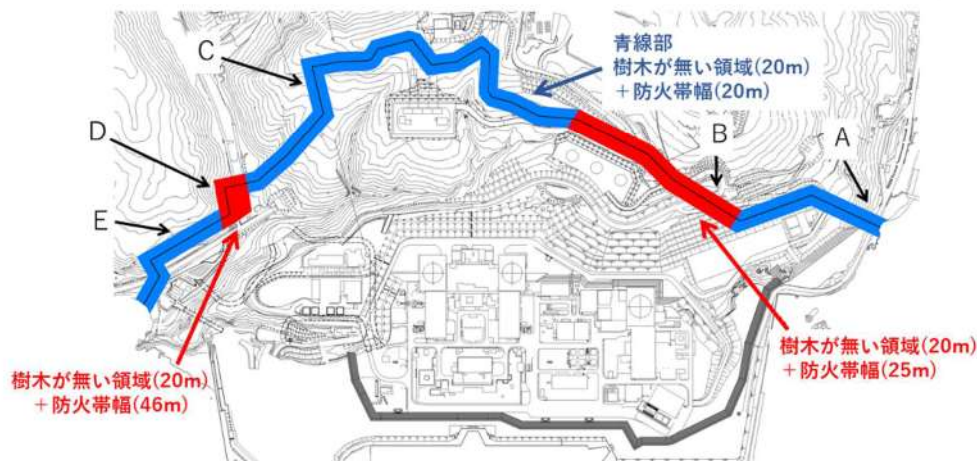 C
青線部
樹木が無い領域(20m)
＋防火帯幅(20m)
D
B
A
E
樹木が無い領域(20m)
＋防火帯幅(46m)
樹木が無い領域(20m)
＋防火帯幅(25m)